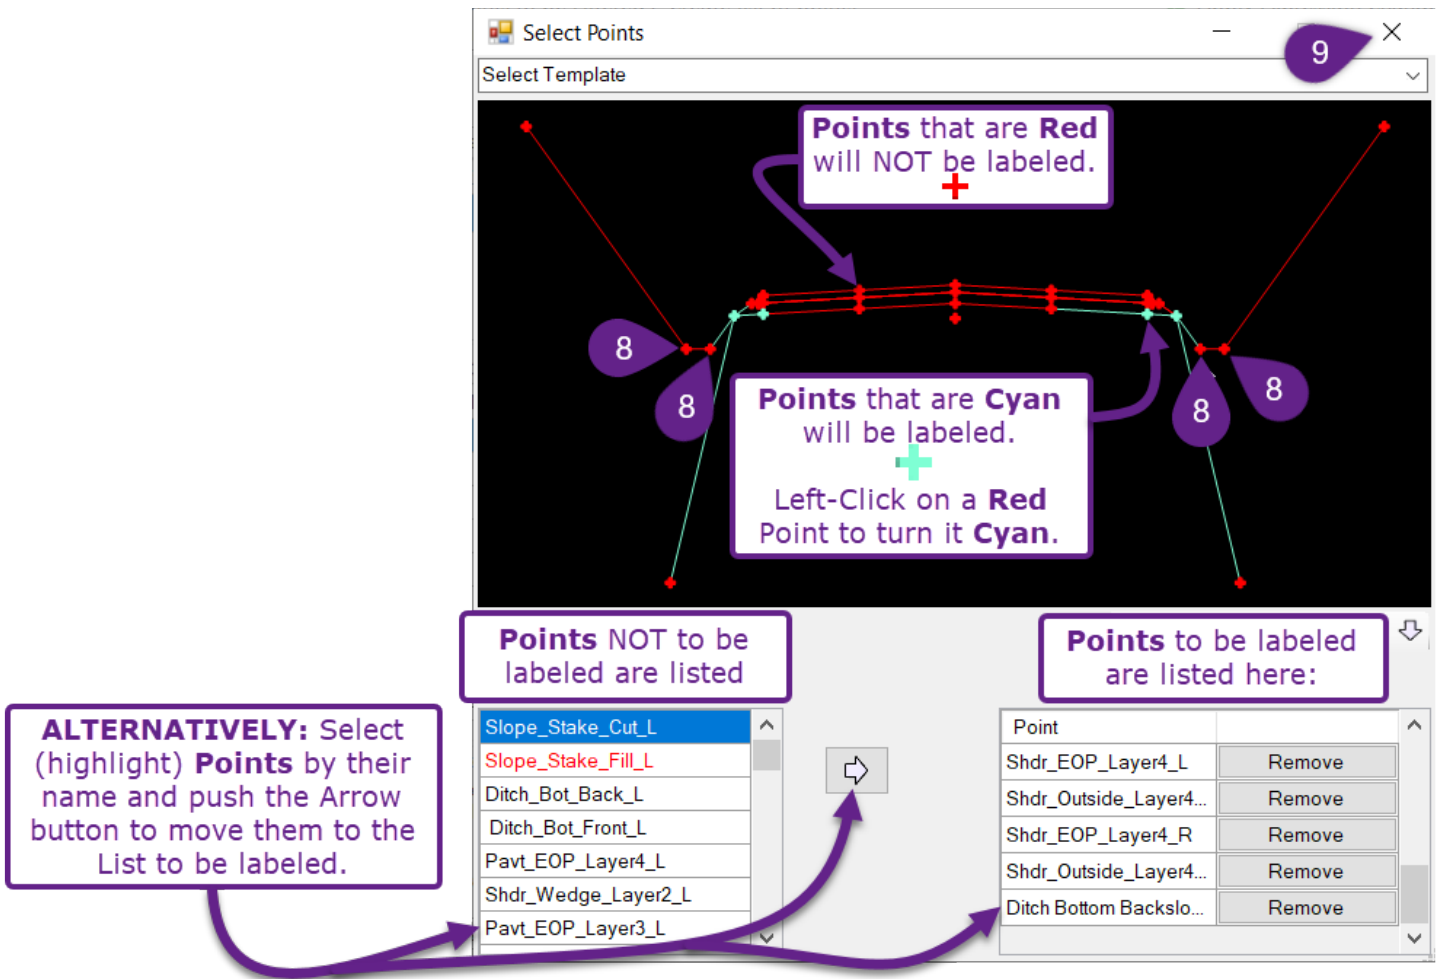 Select Points
9
Select Template
Points that are Red
will NOT be labeled.
8
8
8
8
Points that are Cyan
will be labeled.
Left-Click on a Red
Point to turn it Cyan.
Points NOT to be
labeled are listed
Points to be labeled
are listed here:
ALTERNATIVELY: Select
(highlight) Points by their
name and push the Arrow
button to move them to the
List to be labeled.
Slope_Stake_Cut_L
Slope_Stake_Fill_L
Ditch_Bot_Back_L
Ditch_Bot_Front_L
Pavt_EOP_Layer4_L
Shdr_Wedge_Layer2_L
Pavt_EOP_Layer3_L
Point
Shdr_EOP_Layer4_L Remove
Shdr_Outside_Layer4... Remove
Shdr_EOP_Layer4_R Remove
Shdr_Outside_Layer4... Remove
Ditch Bottom Backslo... Remove